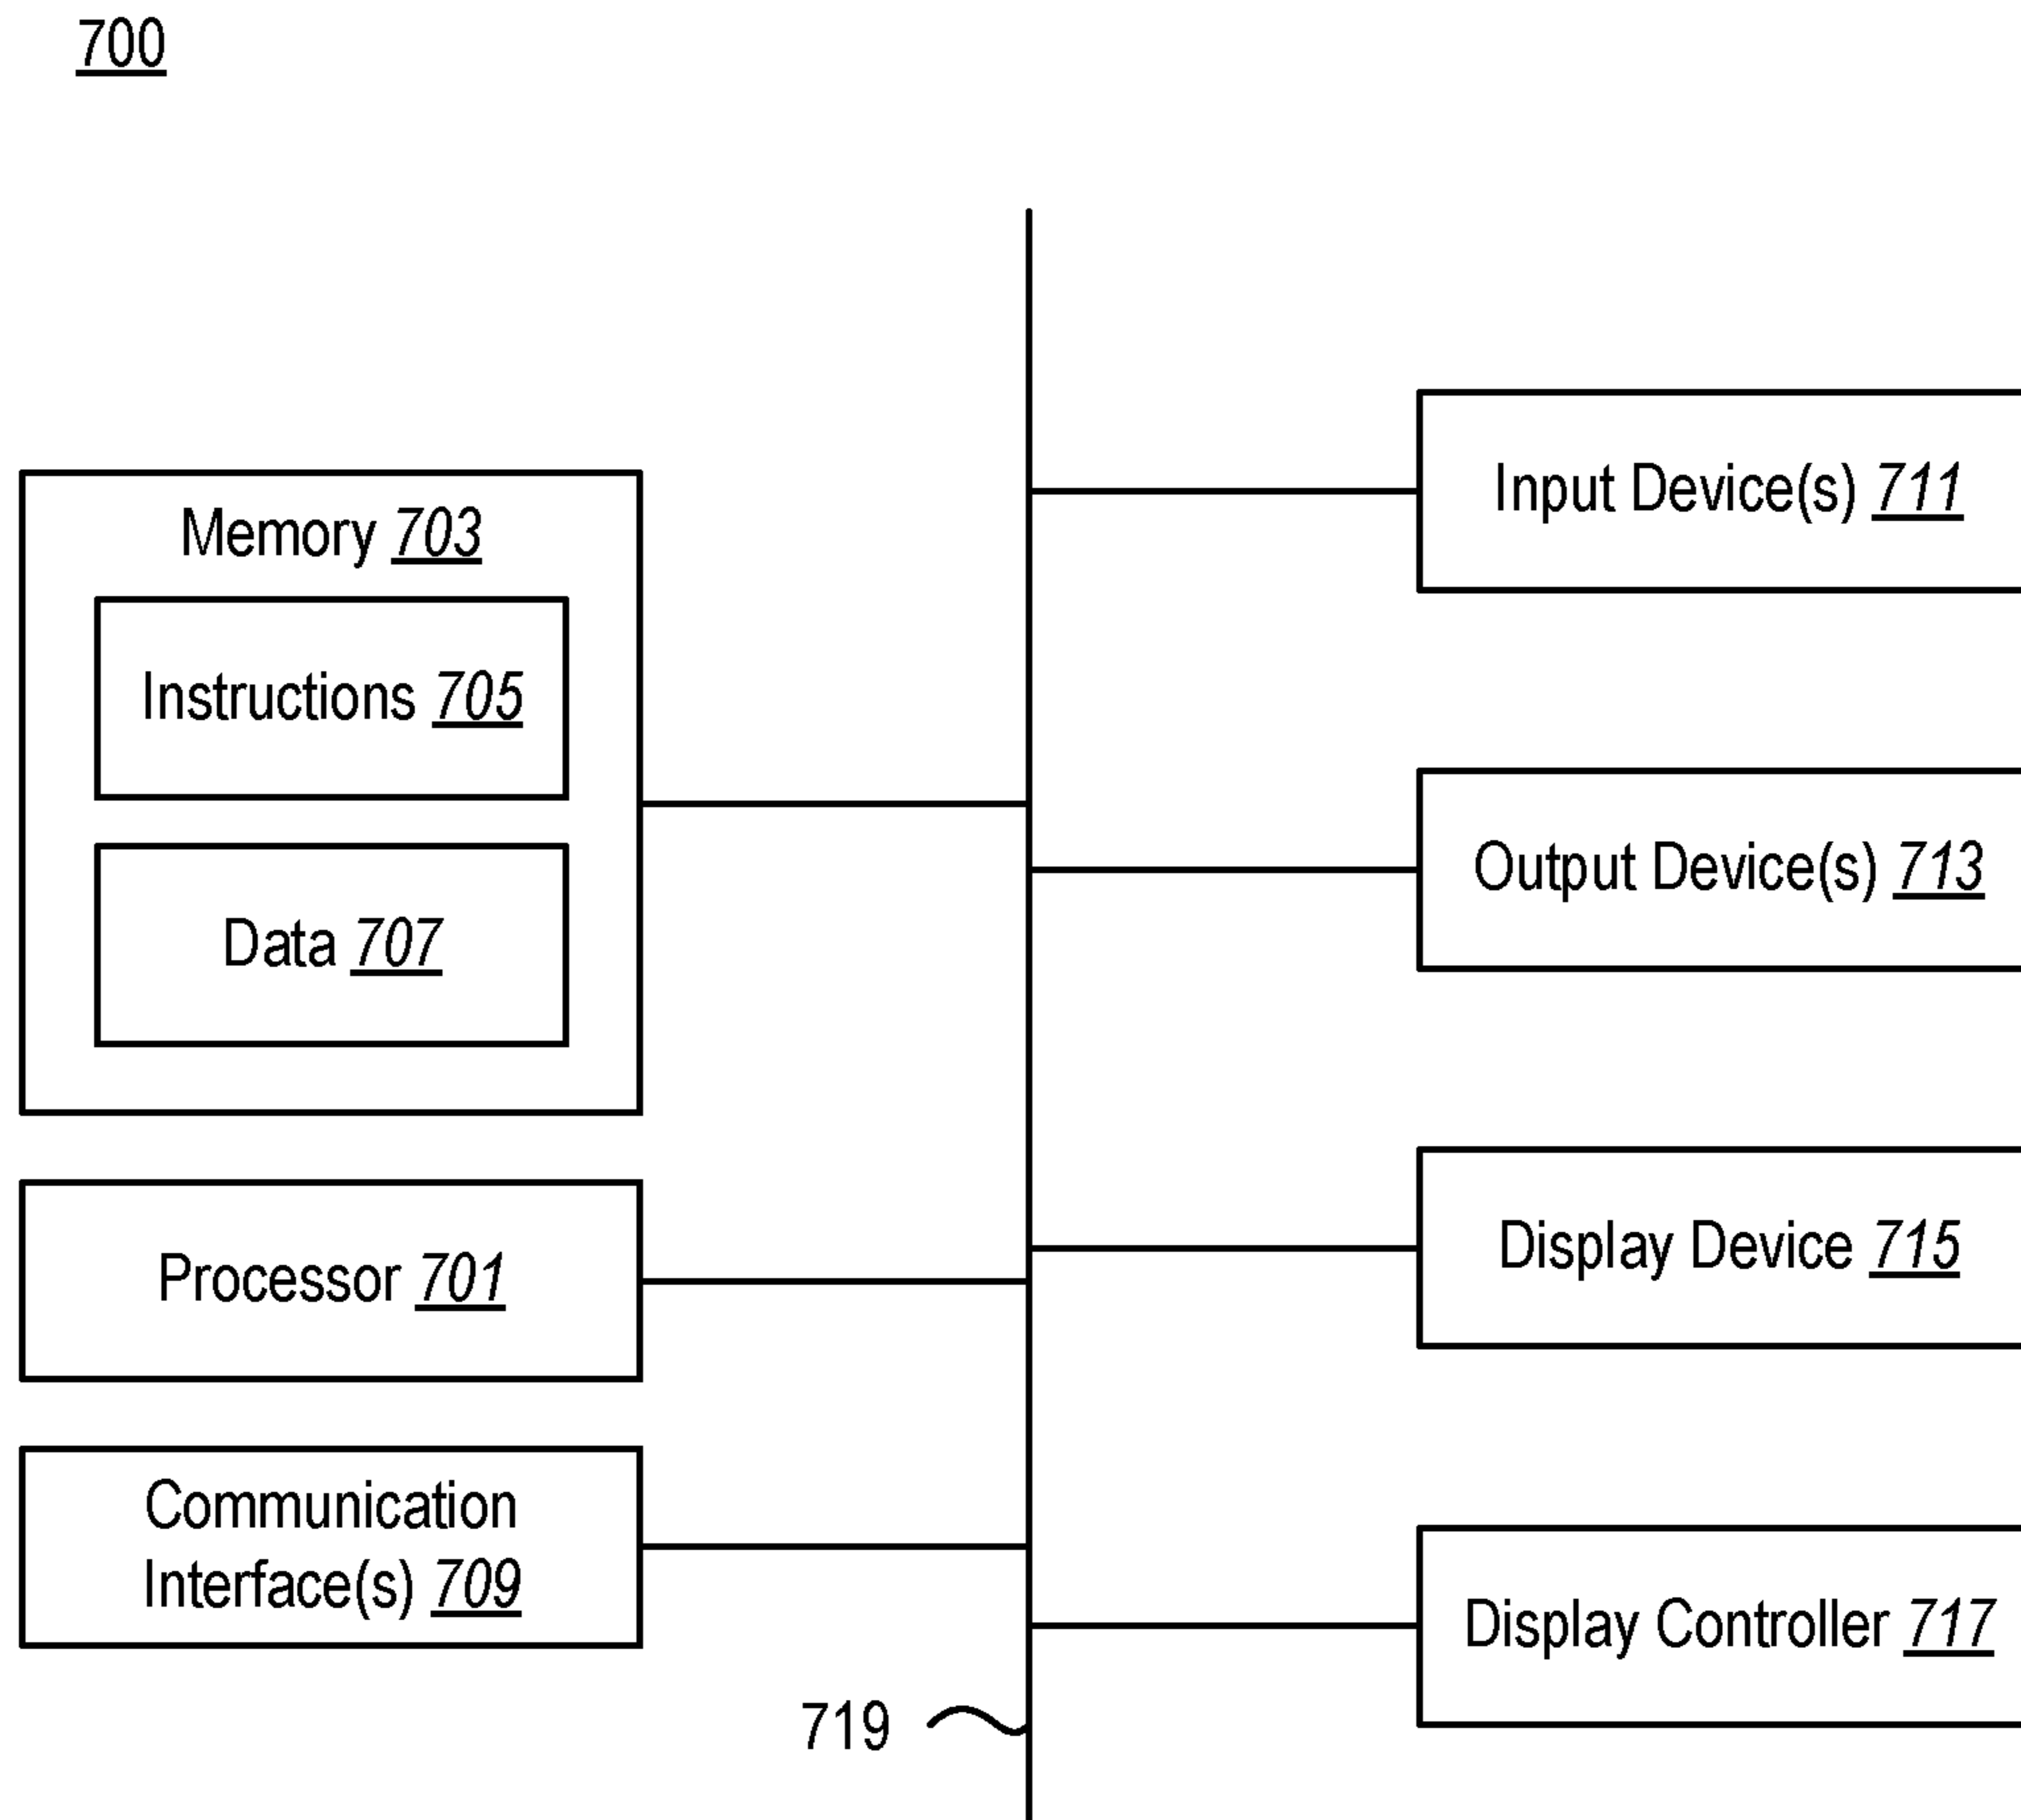 700
Memory 703
Instructions 705
Data 707
Processor 701
Communication
Interface(s) 709
Input Device(s) 711
Output Device(s) 713
Display Device 715
Display Controller 717
719